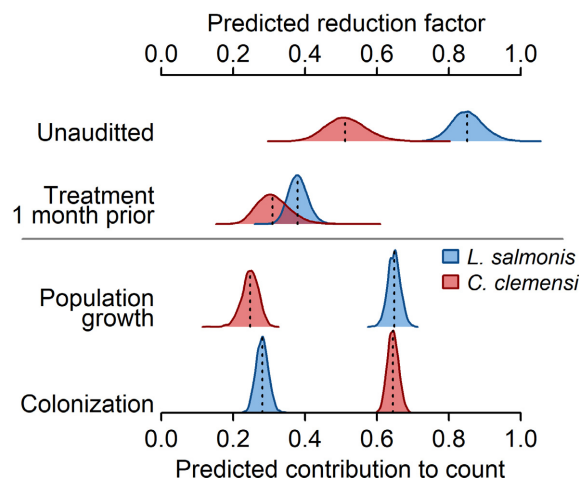 Predicted reduction factor
0.0 0.2 0.4 0.6 0.8 1.0
Unauditted
Treatment
1 month prior
L. salmonis
C. clemensi
Population
growth
Colonization
0.0 0.2 0.4 0.6 0.8 1.0
Predicted contribution to count